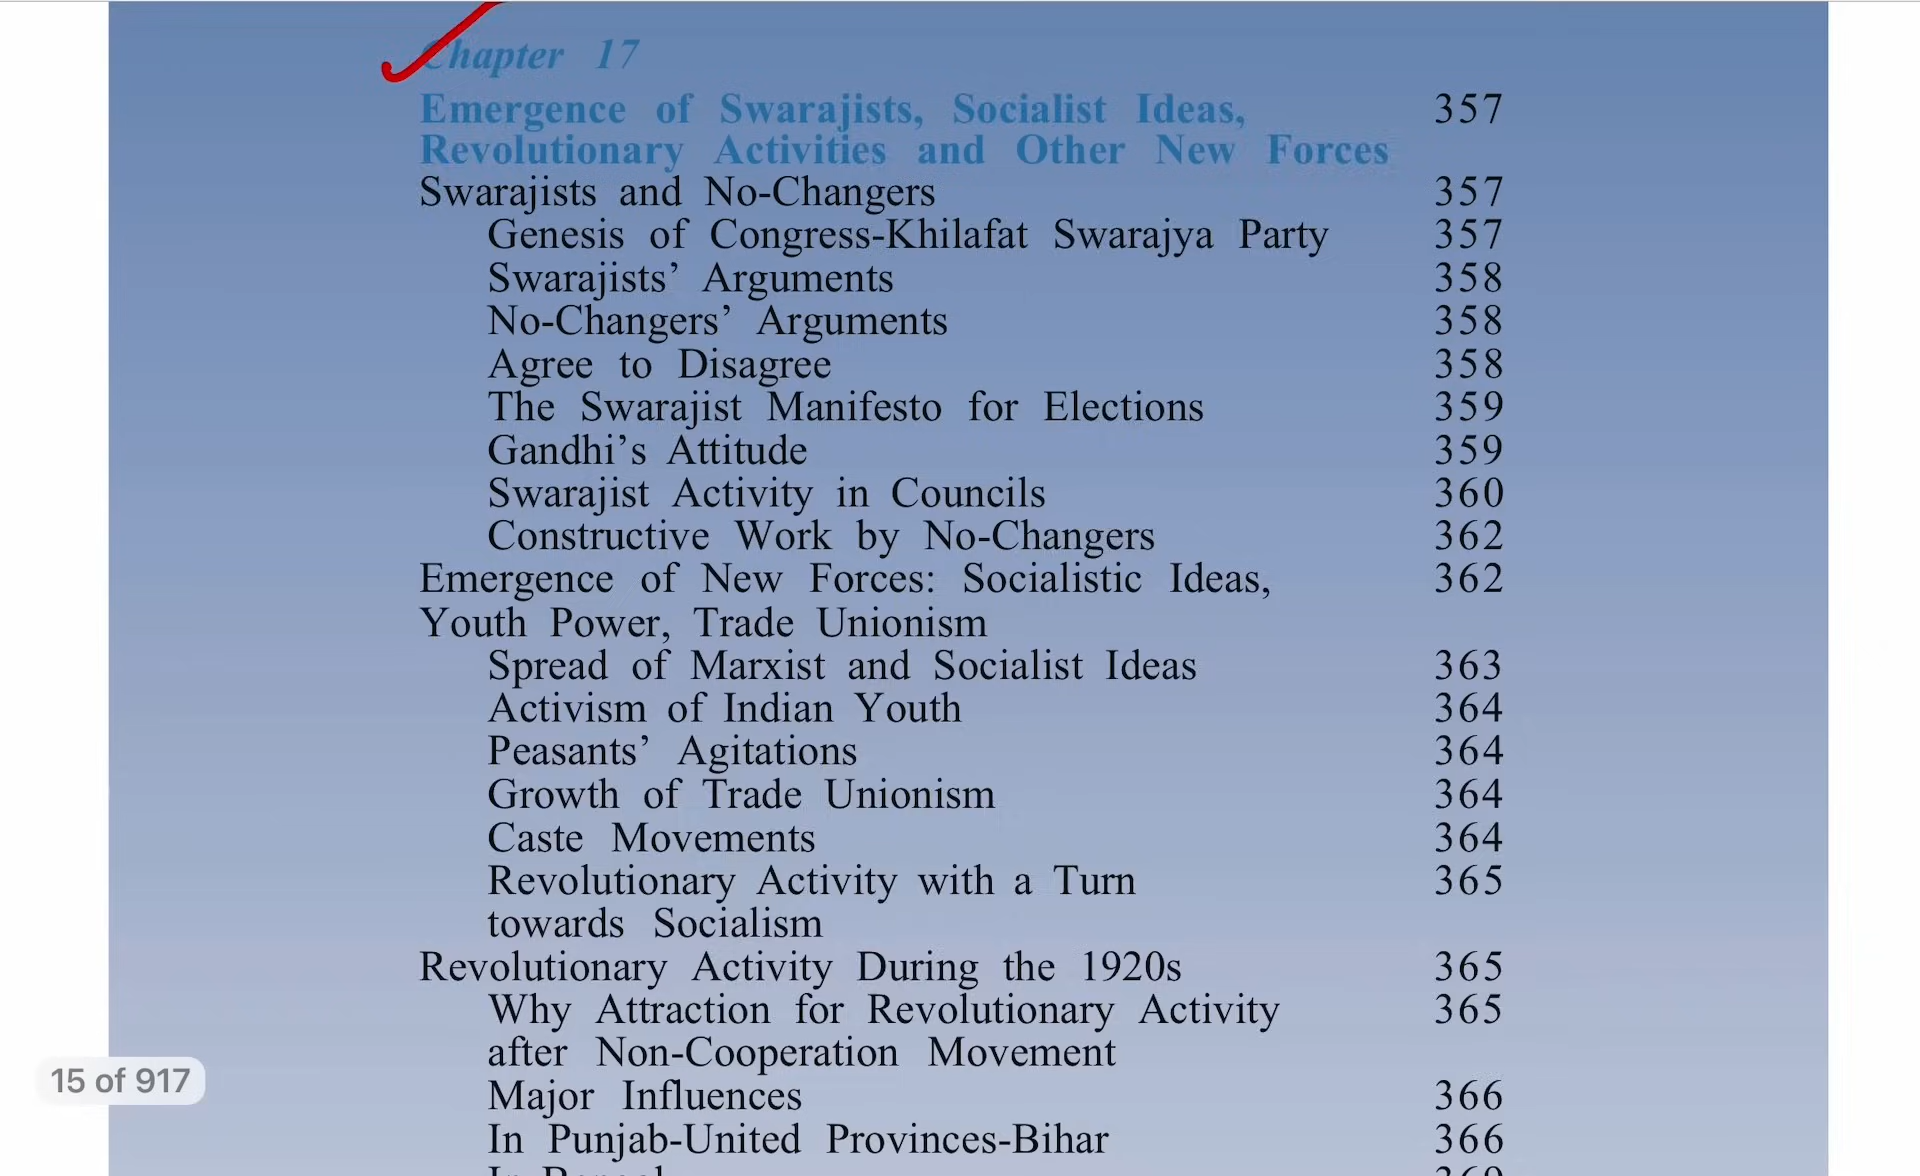 Chapter 17
Emergence of Swarajists, Socialist Ideas, 357
Revolutionary Activities and Other New Forces
Swarajists and No-Changers 357
Genesis of Congress-Khilafat Swarajya Party 357
Swarajists’ Arguments 358
No-Changers’ Arguments 358
Agree to Disagree 358
The Swarajist Manifesto for Elections 359
Gandhi’s Attitude 359
Swarajist Activity in Councils 360
Constructive Work by No-Changers 362
Emergence of New Forces: Socialistic Ideas, 362
Youth Power, Trade Unionism
Spread of Marxist and Socialist Ideas 363
Activism of Indian Youth 364
Peasants’ Agitations 364
Growth of Trade Unionism 364
Caste Movements 364
Revolutionary Activity with a Turn 365
towards Socialism
Revolutionary Activity During the 1920s 365
Why Attraction for Revolutionary Activity 365
after Non-Cooperation Movement
15 of 917
Major Influences 366
In Punjab-United Provinces-Bihar 366